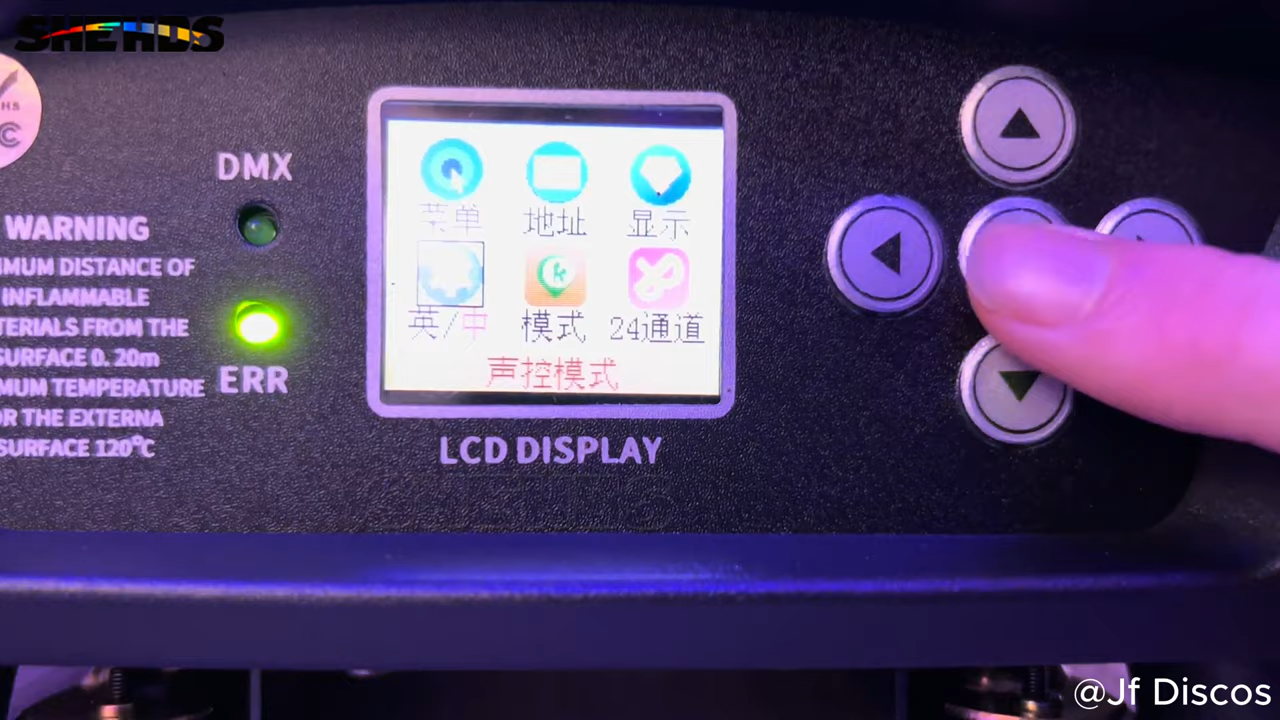 SHEHDS
HS
C
DMX
WARNING
IMUM DISTANCE OF
INFLAMMABLE
TERIALS FROM THE
SURFACE 0. 20m
MUM TEMPERATURE
OR THE EXTERNA
SURFACE 120℃
ERR
菜单 地址 显示
英/中 模式 24通道
声控模式
LCD DISPLAY
@Jf Discos